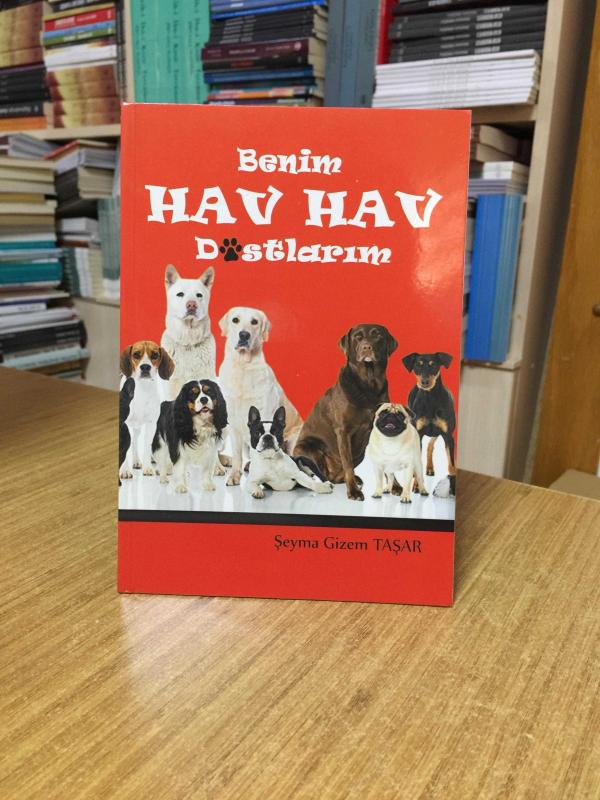 Benim
HAV HAV
Dostlarım
Şeyma Gizem TAŞAR